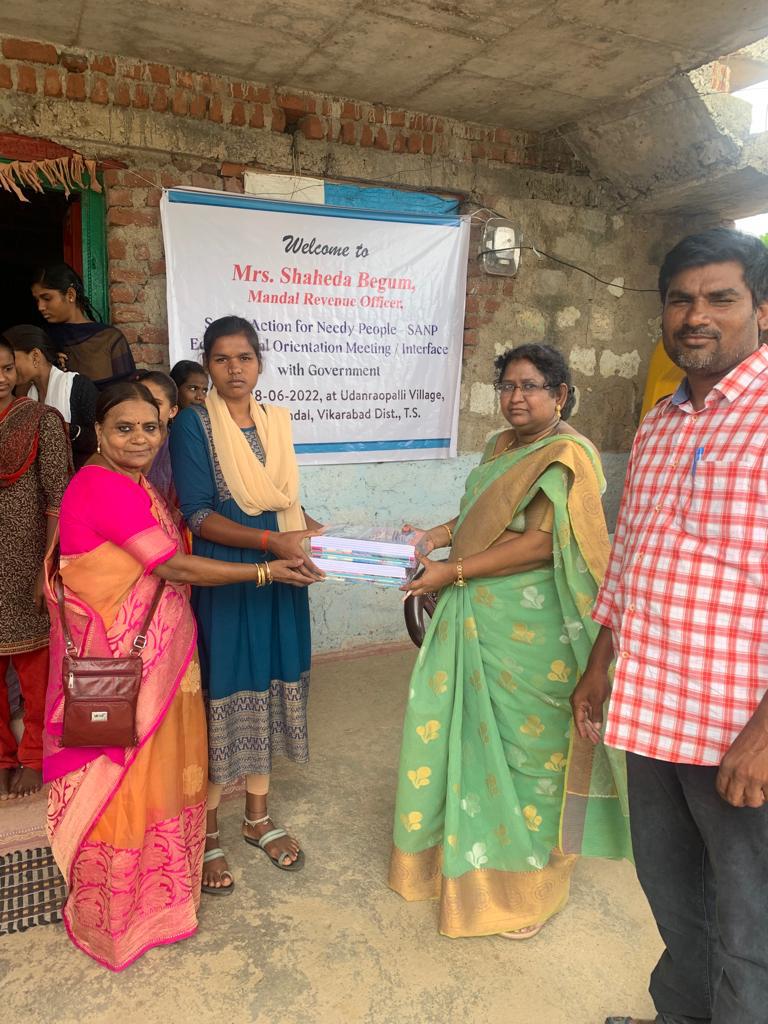 Welcome to
Mrs. Shaheda Begum,
Mandal Revenue Officer,
Action for Needy People - SANP
Orientation Meeting / Interface
with Government
8-06-2022, at Udanraopalli Village,
Vikarabad Dist., T.S.